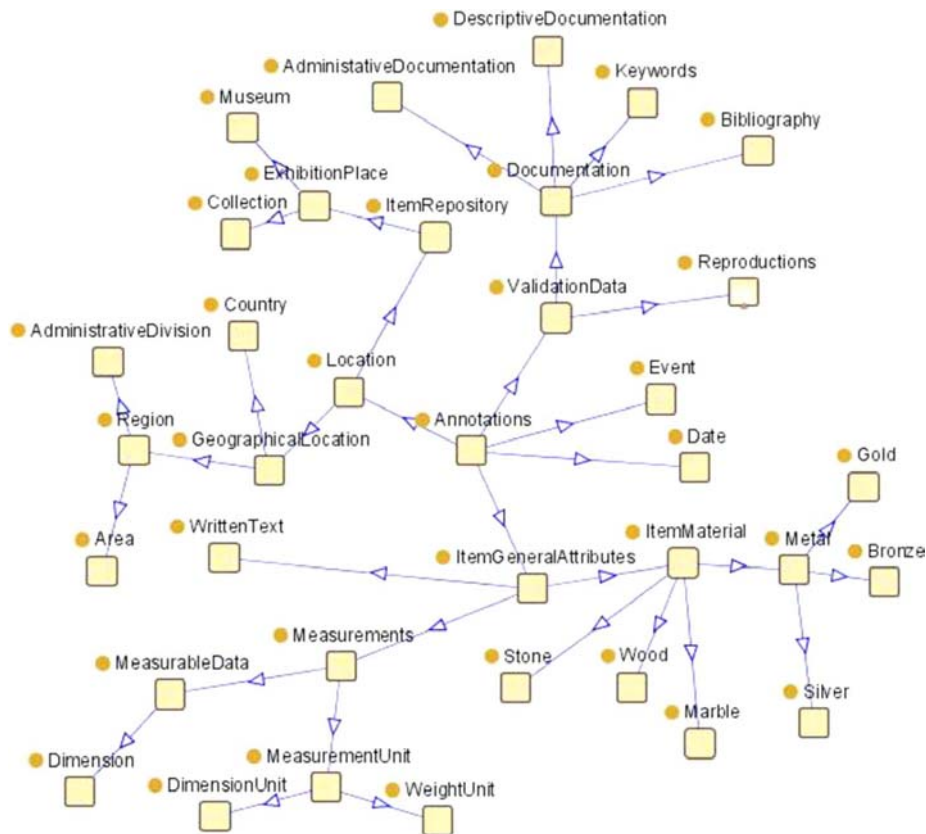 DescriptiveDocumentation
AdministativeDocumentation
Keywords
Museum
Bibliography
ExhibitionPlace
Documentation
Collection
ItemRepository
Reproductions
ValidationData
Country
AdministrativeDivision
Location
Event
Region
Annotations
GeographicalLocation
Date
Gold
WrittenText
ItemMaterial
Area
ItemGeneralAttributes
Metal
Bronze
Measurements
MeasurableData
Stone
Wood
Silver
Marble
Dimension
MeasurementUnit
DimensionUnit
WeightUnit